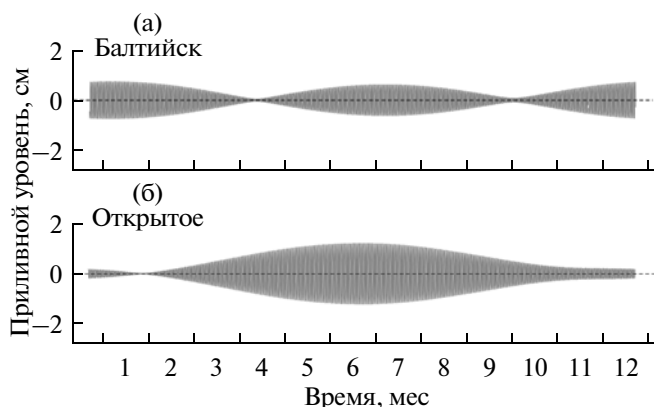 (а)
Балтийск
2
0
−2
(б)
Открытое
2
0
−2
Приливной уровень, см
1 2 3 4 5 6 7 8 9 10 11 12
Время, мес